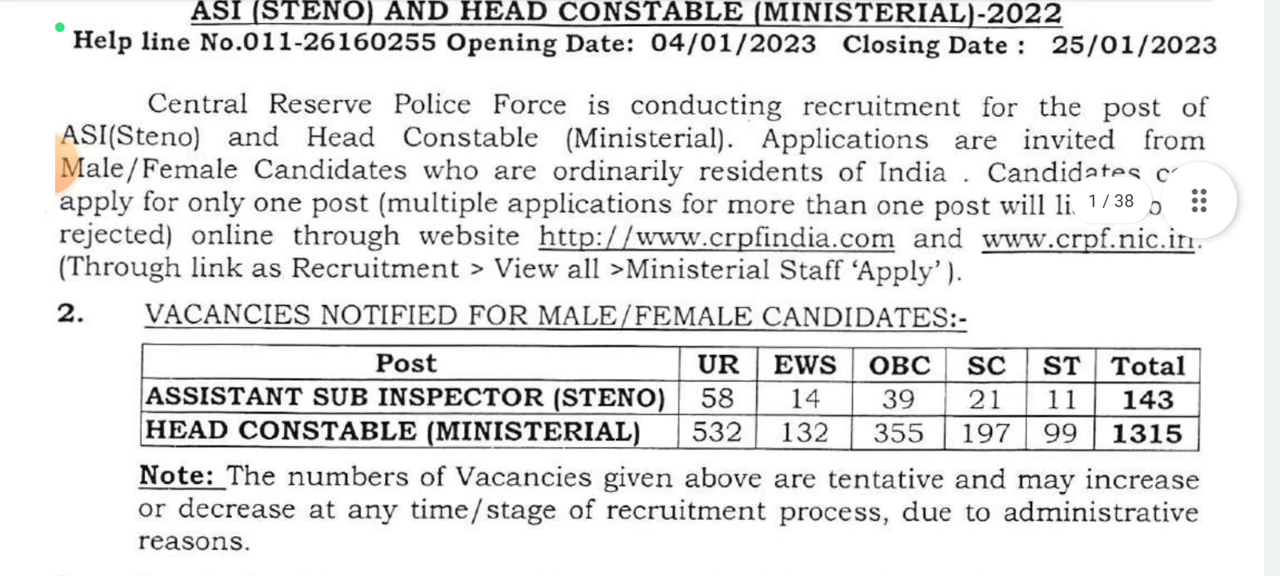 ASI (STENO) AND HEAD CONSTABLE (MINISTERIAL)-2022
Help line No.011-26160255 Opening Date: 04/01/2023 Closing Date : 25/01/2023
Central Reserve Police Force is conducting recruitment for the post of
ASI(Steno) and Head Constable (Ministerial). Applications are invited from
Male/Female Candidates who are ordinarily residents of India . Candidates
apply for only one post (multiple applications for more than one post will
1 / 38
rejected) online through website http://www.crpfindia.com and www.crpf.nic.in.
(Through link as Recruitment > View all >Ministerial Staff 'Apply' ).
2. VACANCIES NOTIFIED FOR MALE/FEMALE CANDIDATES:-
Post UR EWS OBC SC ST Total
ASSISTANT SUB INSPECTOR (STENO) 58 14 39 21 11 143
HEAD CONSTABLE (MINISTERIAL) 532 132 355 197 99 1315
Note: The numbers of Vacancies given above are tentative and may increase
or decrease at any time/stage of recruitment process, due to administrative
reasons.